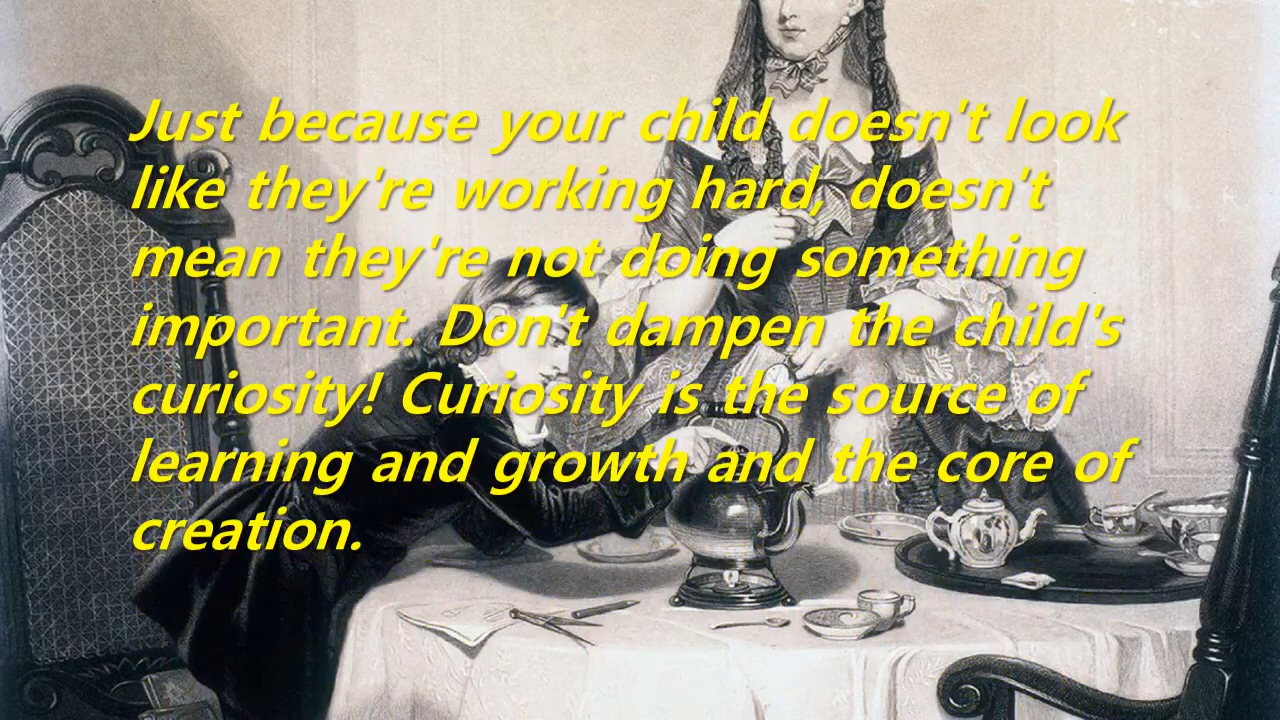 Just because your child doesn't look
like they're working hard, doesn't
mean they're not doing something
important. Don't dampen the child's
curiosity! Curiosity is the source of
learning and growth and the core of
creation.